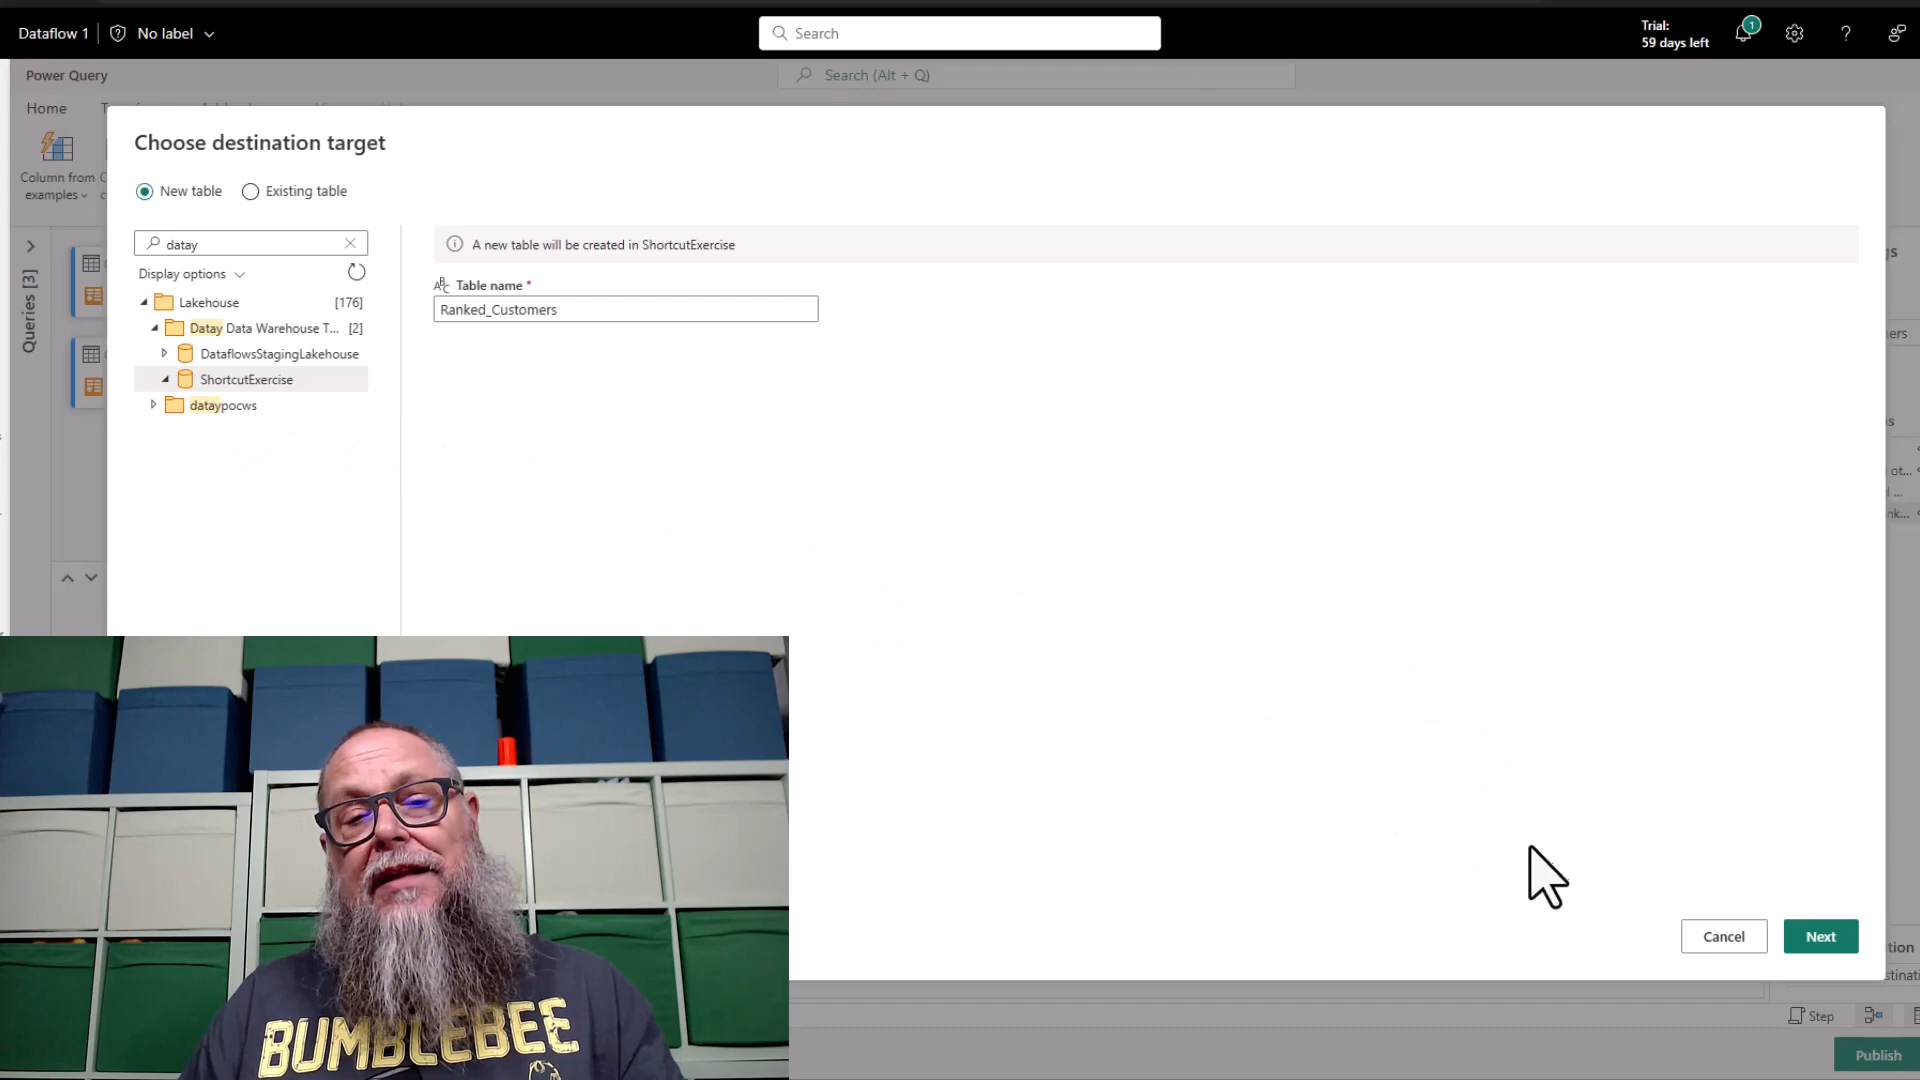 Dataflow 1 | No label
Search
Trial:
59 days left
1
Power Query
Search (Alt + Q)
Home
Column from
examples
Queries [3]
Choose destination target
New table
Existing table
datay
Display options
Lakehouse [176]
Datay Data Warehouse T... [2]
DataflowsStagingLakehouse
ShortcutExercise
dataypocws
A new table will be created in ShortcutExercise
Table name *
Ranked_Customers
Cancel
Next
Step
Publish
BUMBLEBEE